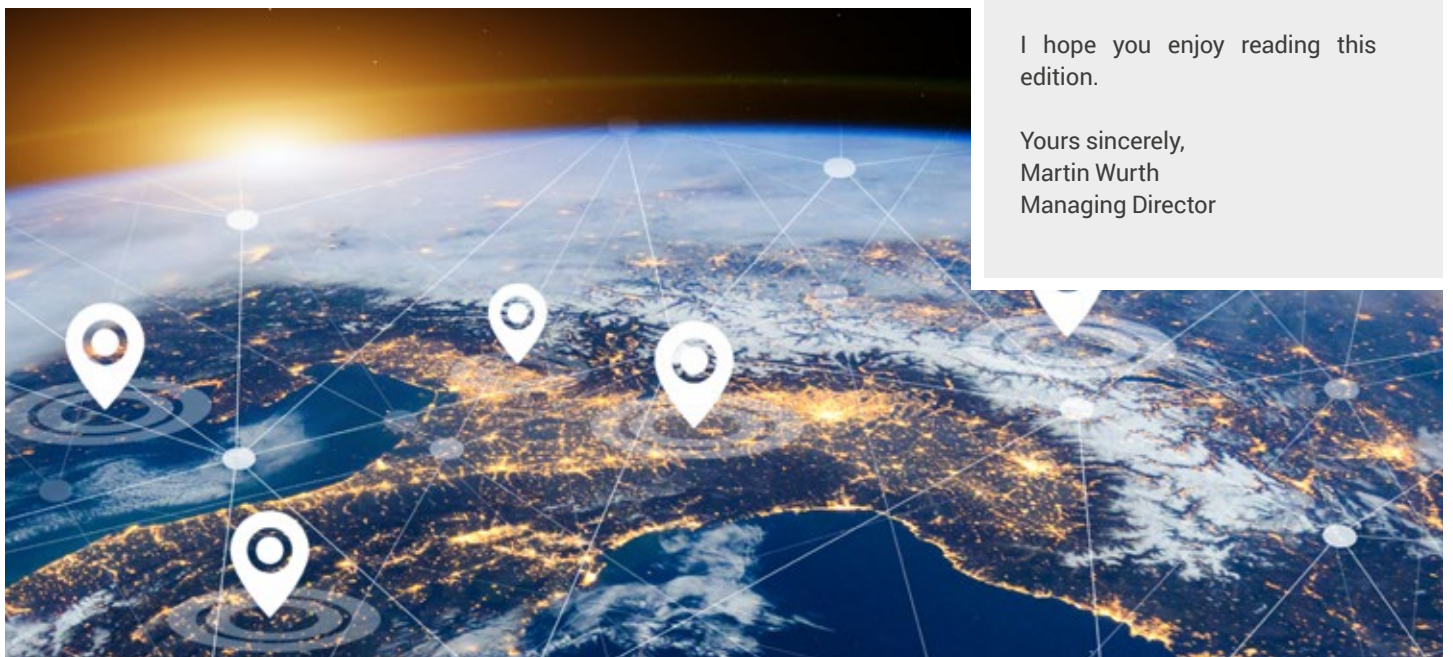 I hope you enjoy reading this
edition.
Yours sincerely,
Martin Wurth
Managing Director